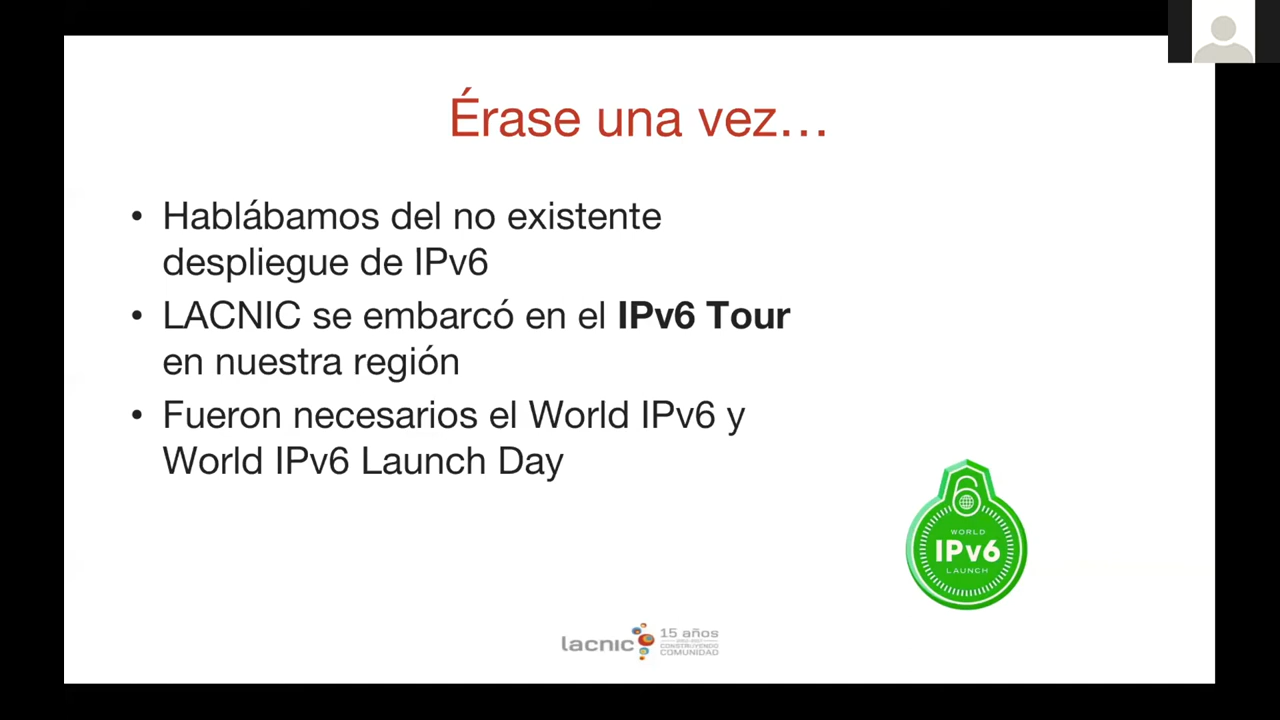 Érase una vez...
• Hablábamos del no existente
despliegue de IPv6
• LACNIC se embarcó en el IPv6 Tour
en nuestra región
• Fueron necesarios el World IPv6 y
World IPv6 Launch Day
WORLD
IPv6
LAUNCH
lacnic
15 años
CONSTRUYENDO
COMUNIDAD